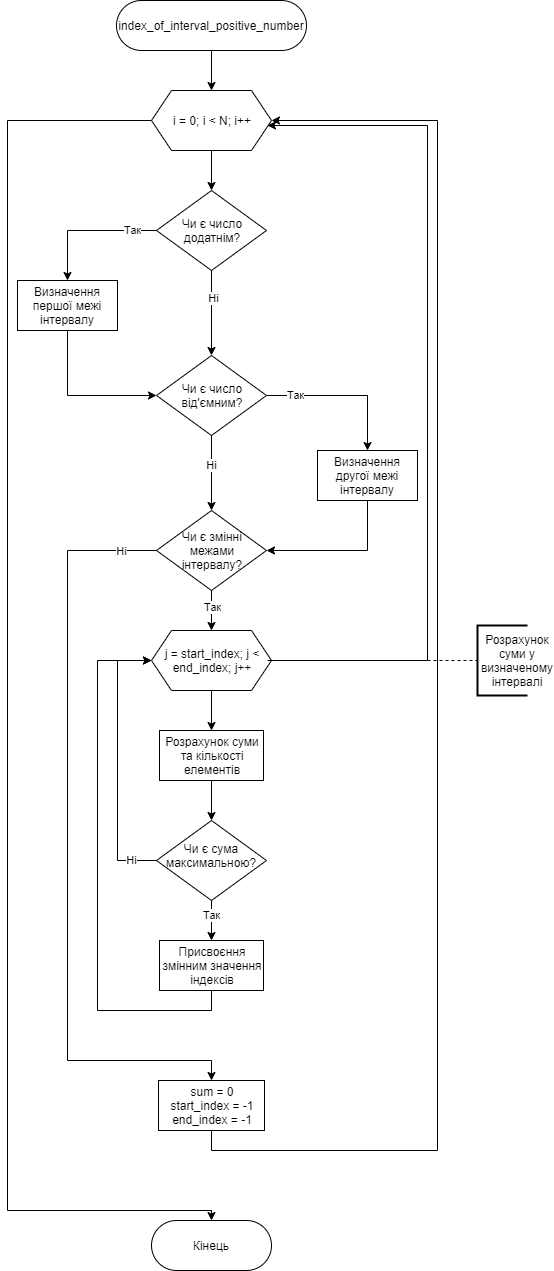 index_of_interval_positive_number
i = 0; i < N; i++
Чи є число
додатнім?
Так
Визначення
першої межі
інтервалу
Ні
Чи є число
від'ємним?
Так
Визначення
другої межі
інтервалу
Ні
Чи є змінні
межами
інтервалу?
Ні
Так
j = start_index; j <
end_index; j++
Розрахунок
суми у
визначеному
інтервалі
Розрахунок суми
та кількості
елементів
Чи є сума
максимальною?
Ні
Так
Присвоєння
змінним значення
індексів
sum = 0
start_index = -1
end_index = -1
Кінець